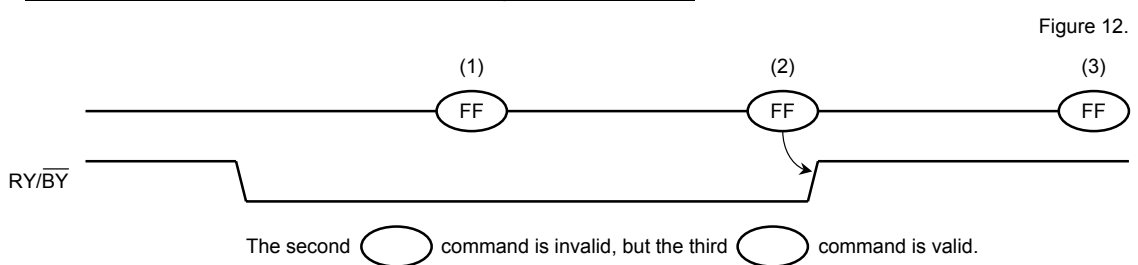 Figure 12.
(1) (2) (3)
FF FF FF
RY/BY
The second command is invalid, but the third command is valid.